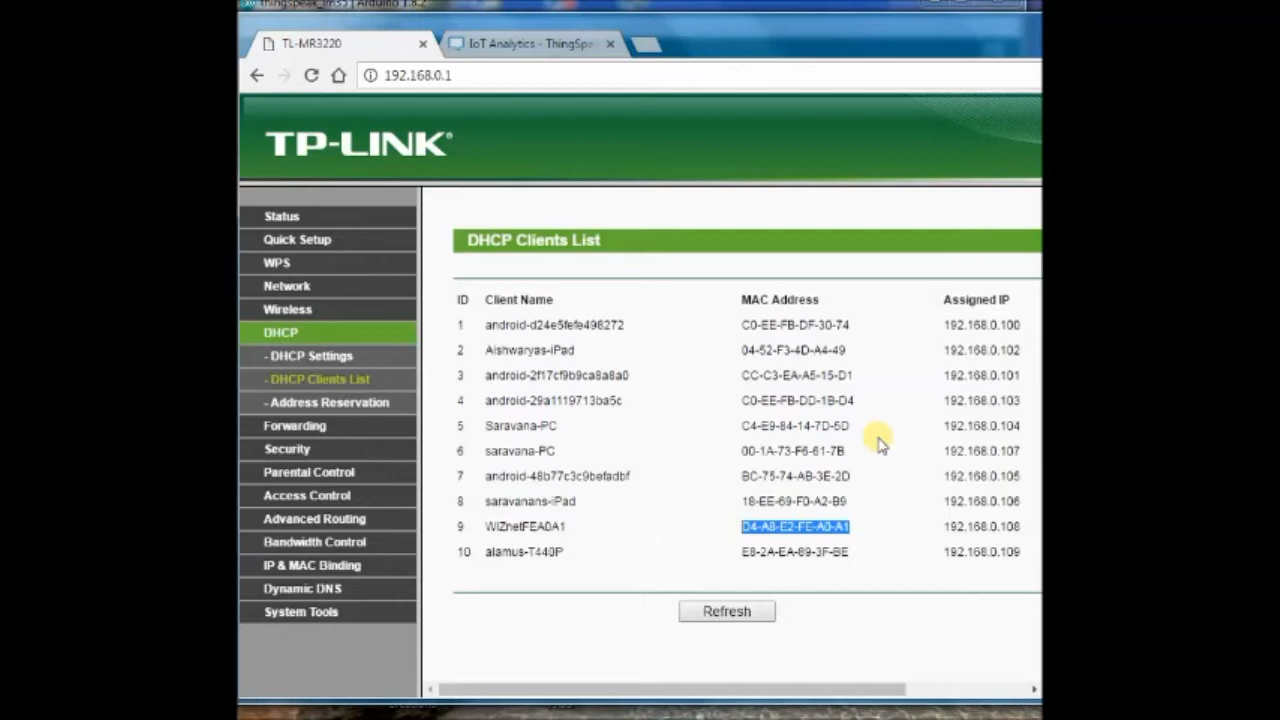 thingspeak_lm35 | Arduino 1.8.2
TL-MR3220
IoT Analytics - ThingSpe
192.168.0.1
TP-LINK®
Status
Quick Setup
WPS
Network
Wireless
DHCP
- DHCP Settings
- DHCP Clients List
- Address Reservation
Forwarding
Security
Parental Control
Access Control
Advanced Routing
Bandwidth Control
IP & MAC Binding
Dynamic DNS
System Tools
DHCP Clients List
ID Client Name MAC Address Assigned IP
1 android-d24e5fefe498272 C0-EE-FB-DF-30-74 192.168.0.100
2 Aishwaryas-iPad 04-52-F3-4D-A4-49 192.168.0.102
3 android-2f17cf9b9ca8a8a0 CC-C3-EA-A5-15-D1 192.168.0.101
4 android-29a1119713ba5c C0-EE-FB-DD-1B-D4 192.168.0.103
5 Saravana-PC C4-E9-84-14-7D-5D 192.168.0.104
6 saravana-PC 00-1A-73-F6-61-7B 192.168.0.107
7 android-48b77c3c9befadbf BC-75-74-AB-3E-2D 192.168.0.105
8 saravanans-iPad 18-EE-69-F0-A2-B9 192.168.0.106
9 WIZnetFEA0A1 D4-A8-E2-FE-A0-A1 192.168.0.108
10 alamus-T440P E8-2A-EA-89-3F-BE 192.168.0.109
Refresh